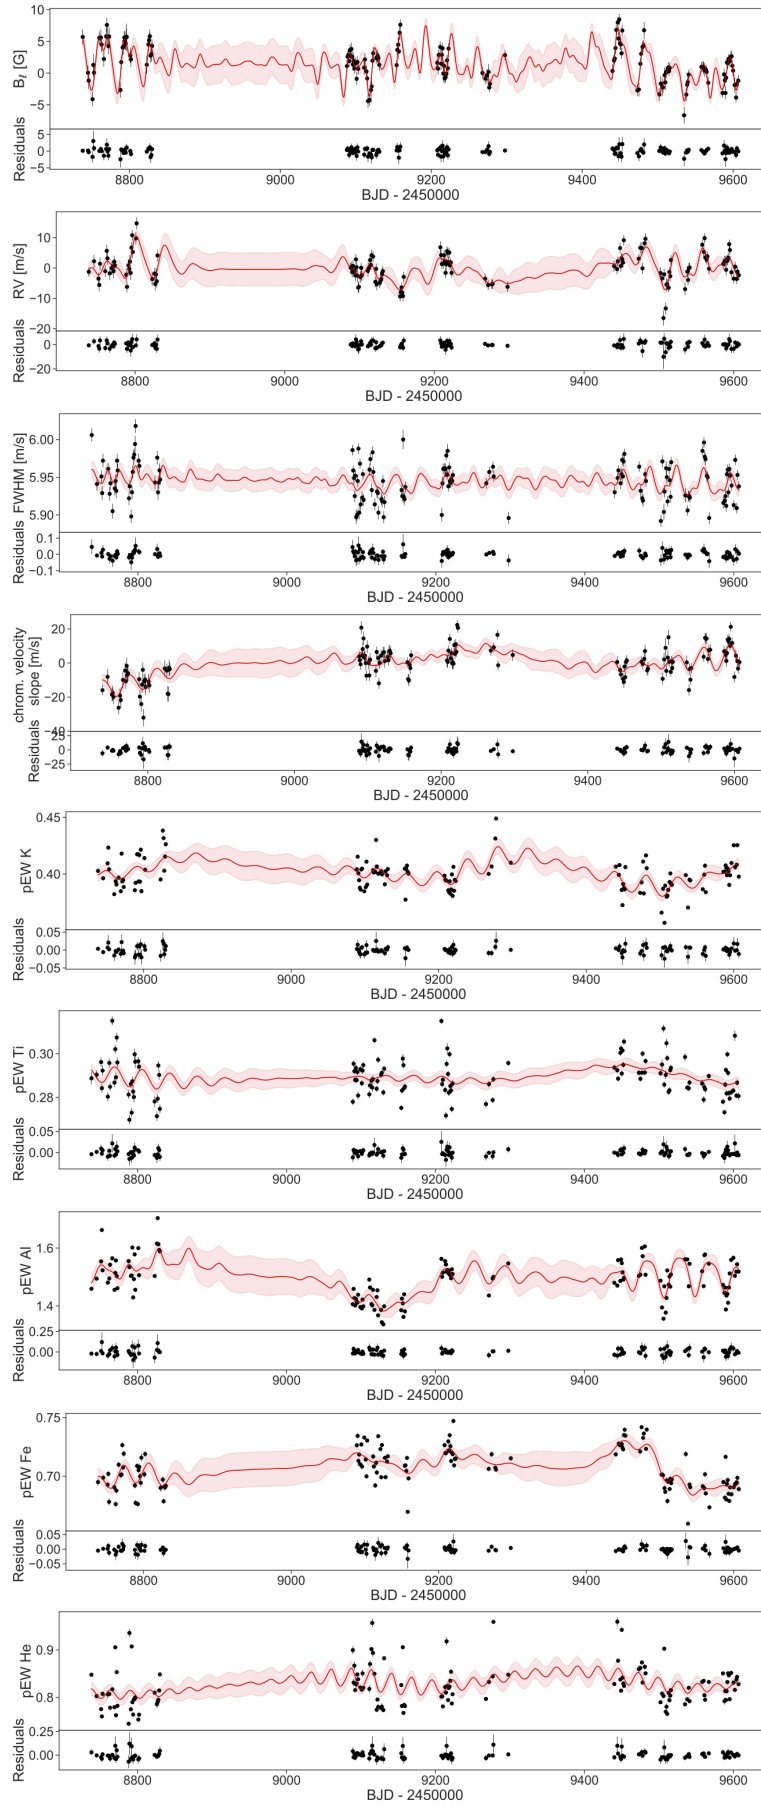 10
5
0
−5
Bℓ [G]
5
0
−5
Residuals
8800 9000 9200 9400 9600
BJD - 2450000
10
0
−10
−20
RV [m/s]
0
−20
Residuals
8800 9000 9200 9400 9600
BJD - 2450000
6.00
5.95
5.90
FWHM [m/s]
0.1
0.0
−0.1
Residuals
8800 9000 9200 9400 9600
BJD - 2450000
20
0
−20
−40
chrom. velocity
slope [m/s]
25
0
−25
Residuals
8800 9000 9200 9400 9600
BJD - 2450000
0.45
0.40
pEW K
0.05
0.00
−0.05
Residuals
8800 9000 9200 9400 9600
BJD - 2450000
0.30
0.28
pEW Ti
0.05
0.00
Residuals
8800 9000 9200 9400 9600
BJD - 2450000
1.6
1.4
pEW Al
0.25
0.00
Residuals
8800 9000 9200 9400 9600
BJD - 2450000
0.75
0.70
pEW Fe
0.05
0.00
−0.05
Residuals
8800 9000 9200 9400 9600
BJD - 2450000
0.9
0.8
pEW He
0.25
0.00
Residuals
8800 9000 9200 9400 9600
BJD - 2450000